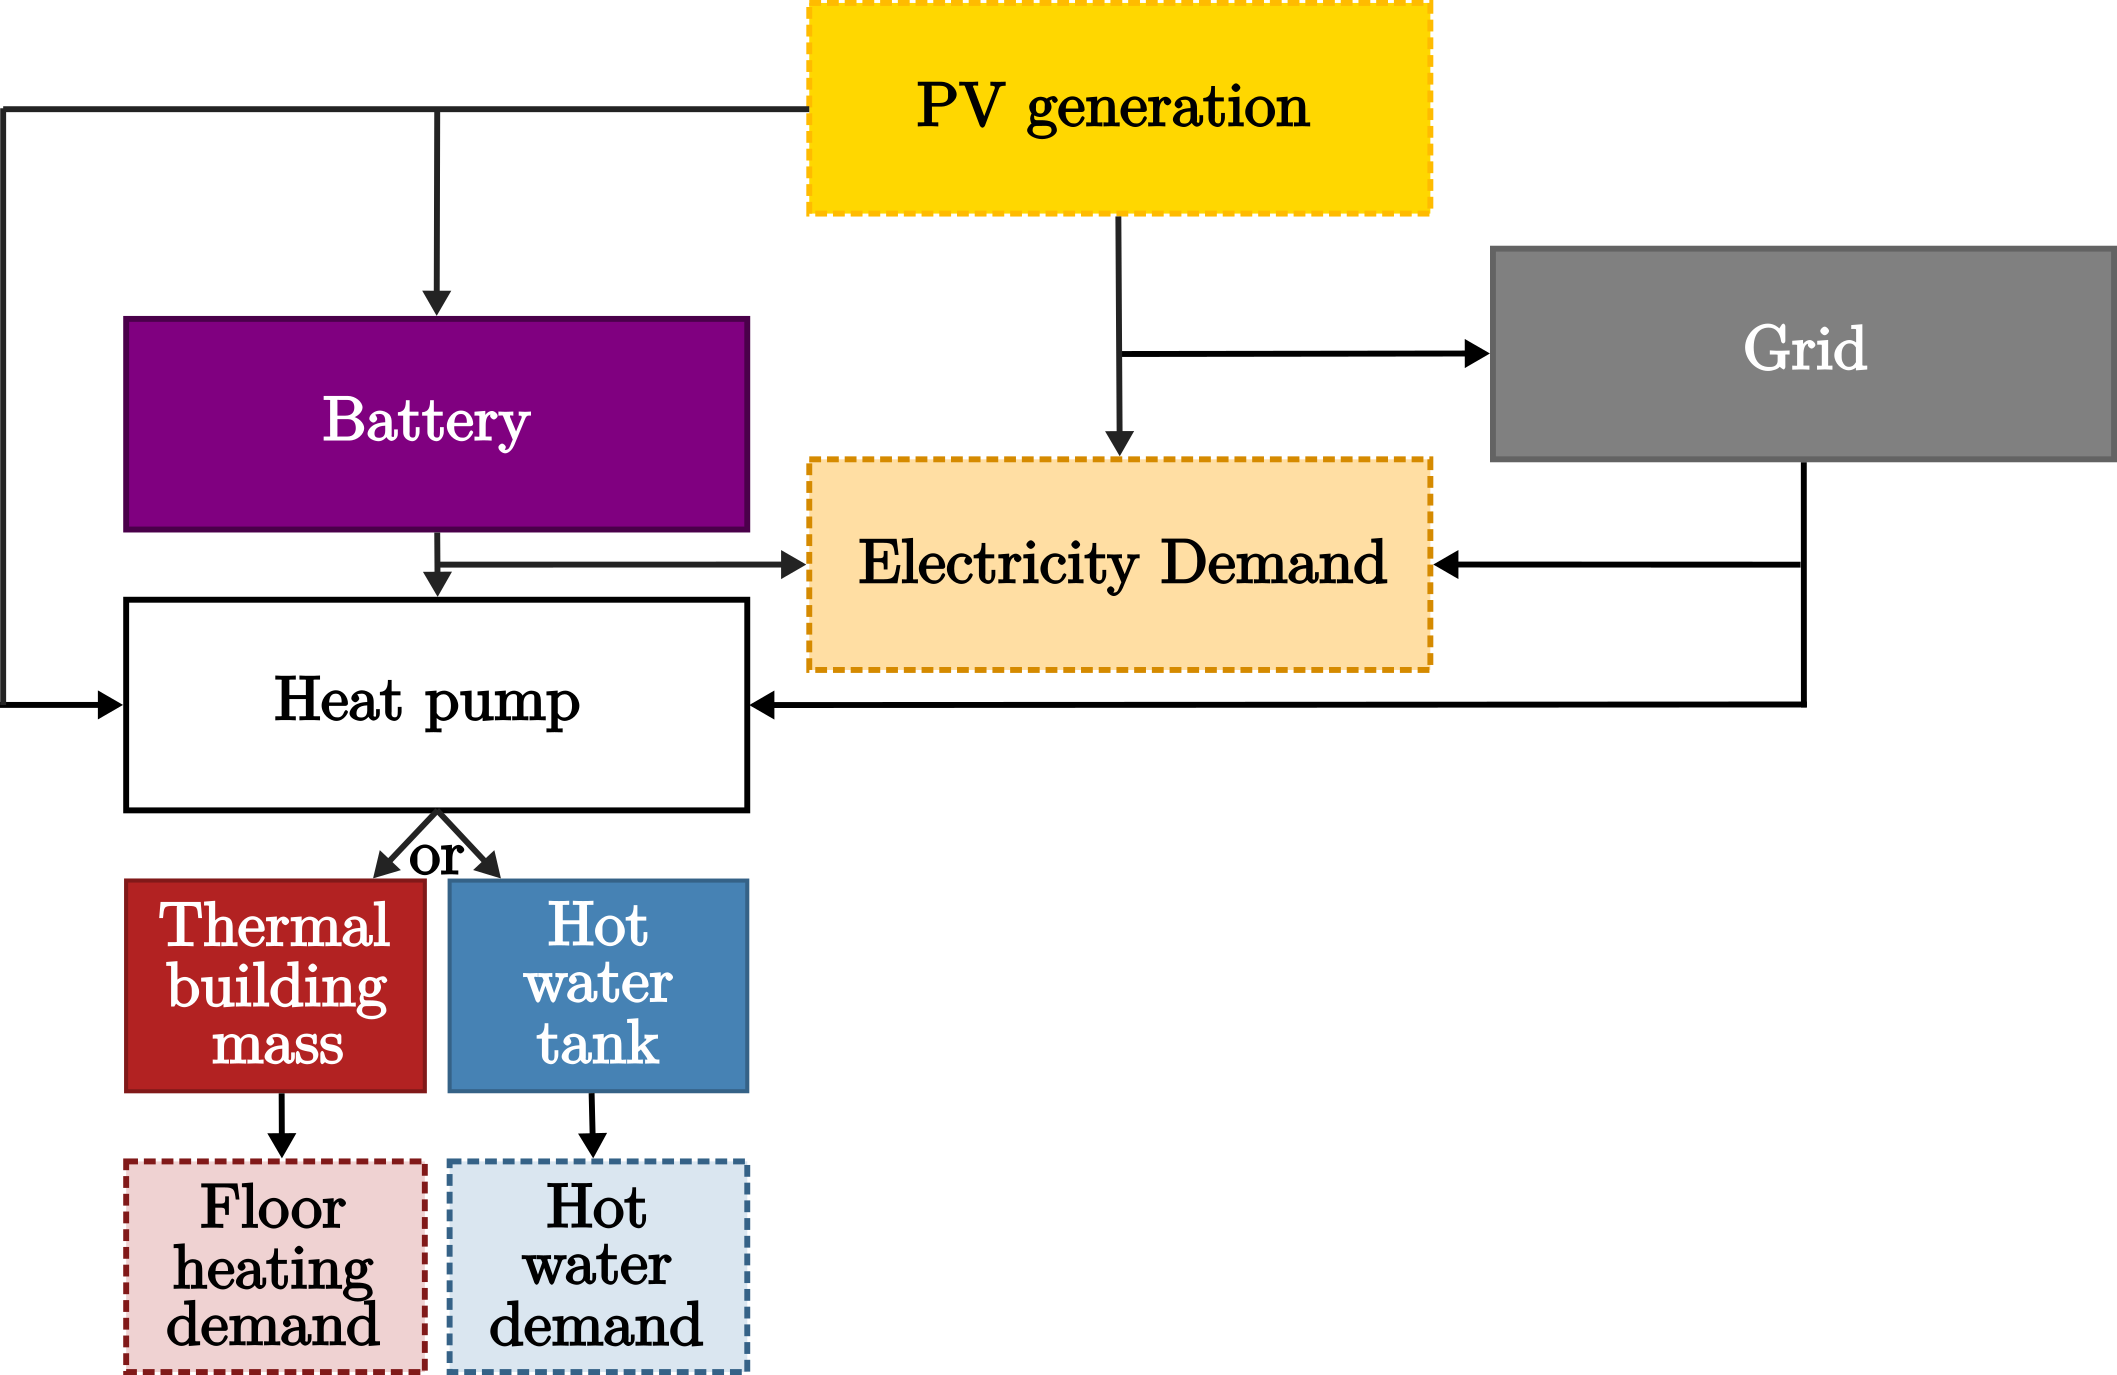 PV generation
Grid
Battery
Electricity Demand
Heat pump
or
Thermal
building
mass
Hot
water
tank
Floor
heating
demand
Hot
water
demand